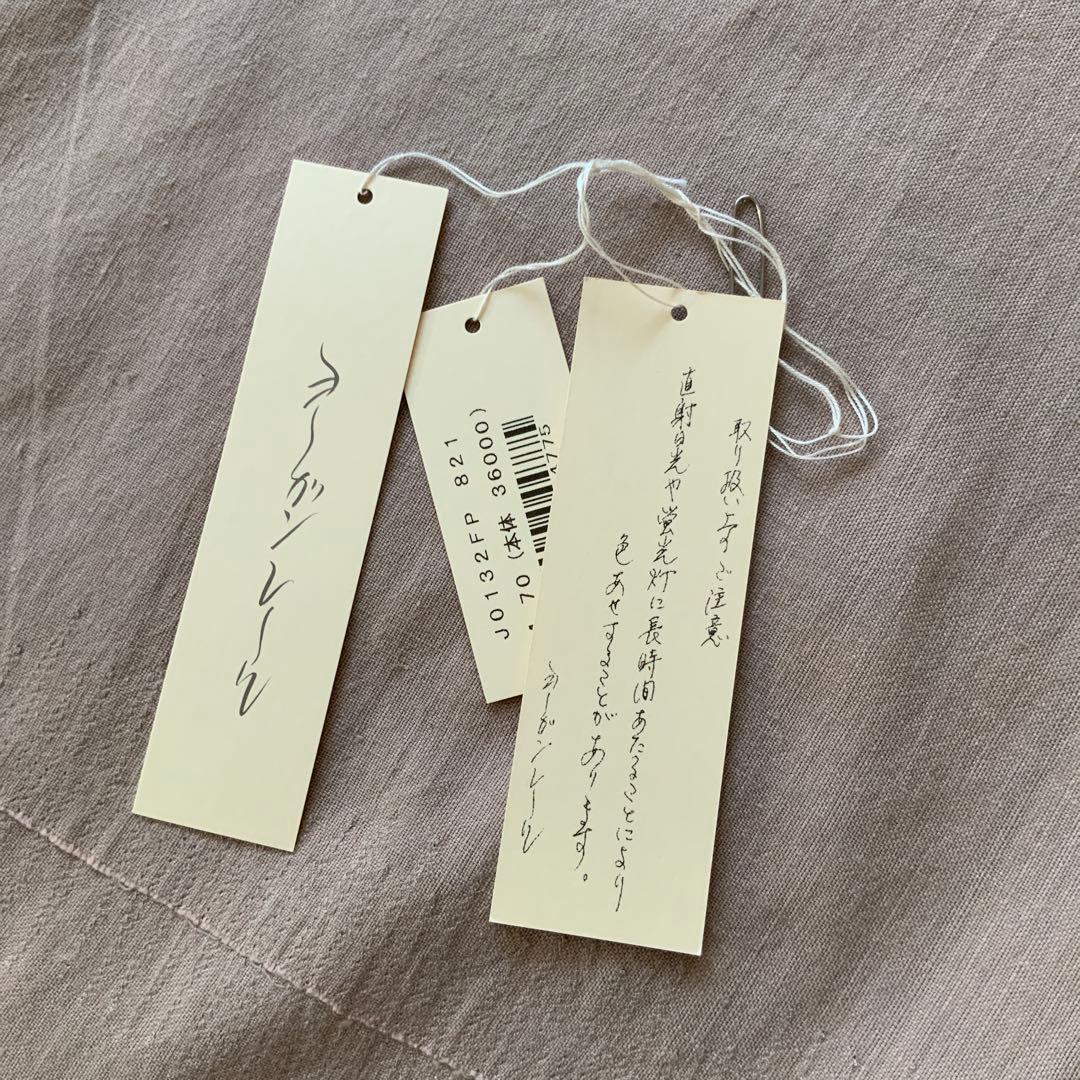 ヨーガンレール
J0132FP 821
70 (本体 36000)
4775
取り扱い上のご注意
直射日光や蛍光灯に長時間あたることにより
色あせすることがあります。
ヨーガンレール